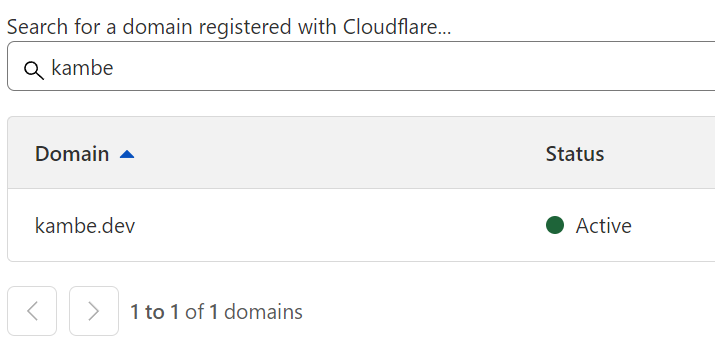 Search for a domain registered with Cloudflare...
kambe
Domain Status
kambe.dev Active
1 to 1 of 1 domains